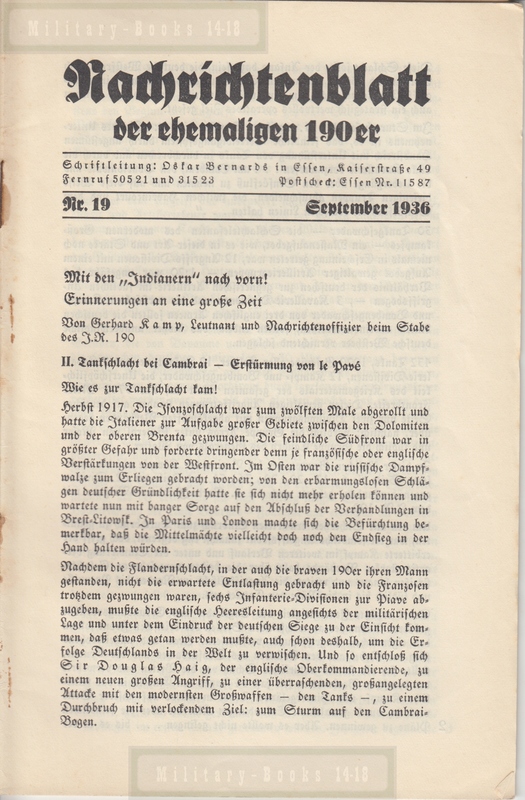 Military-Books 14-18
Nachrichtenblatt
der ehemaligen 190er
Schriftleitung: Oskar Bernards in Essen, Kaiserstraße 49
Fernruf 50521 und 31523 Postscheck: Essen Nr. 11587
Nr. 19 September 1936
Mit den „Indianern“ nach vorn!
Erinnerungen an eine große Zeit
Von Gerhard Kamp, Leutnant und Nachrichtenoffizier beim Stabe
des J.R. 190
II. Tankschlacht bei Cambrai — Erstürmung von le Pavé
Wie es zur Tankschlacht kam!
Herbst 1917. Die Isonzoschlacht war zum zwölften Male abgerollt und
hatte die Italiener zur Aufgabe großer Gebiete zwischen den Dolomiten
und der oberen Brenta gezwungen. Die feindliche Südfront war in
größter Gefahr und forderte dringender denn je französische oder englische
Verstärkungen von der Westfront. Im Osten war die russische Dampf-
walze zum Erliegen gebracht worden; von den erbarmungslosen Schlä-
gen deutscher Gründlichkeit hatte sie sich nicht mehr erholen können und
wartete nun mit banger Sorge auf den Abschluß der Verhandlungen in
Brest-Litowsk. In Paris und London machte sich die Befürchtung be-
merkbar, daß die Mittelmächte vielleicht doch noch den Endsieg in der
Hand halten würden.
Nachdem die Flandernschlacht, in der auch die braven 190er ihren Mann
gestanden, nicht die erwartete Entlastung gebracht und die Franzosen
trotzdem gezwungen waren, sechs Infanterie-Divisionen zur Piave ab-
zugeben, mußte die englische Heeresleitung angesichts der militärischen
Lage und unter dem Eindruck der deutschen Siege zu der Einsicht kom-
men, daß etwas getan werden mußte, auch schon deshalb, um die Er-
folge Deutschlands in der Welt zu verwischen. Und so entschloß sich
Sir Douglas Haig, der englische Oberkommandierende, zu
einem neuen großen Angriff, zu einer überraschenden, großangelegten
Attacke mit den modernsten Großwaffen — den Tanks —, zu einem
Durchbruch mit verlockendem Ziel: zum Sturm auf den Cambrai-
Bogen.
Military-Books 14-18